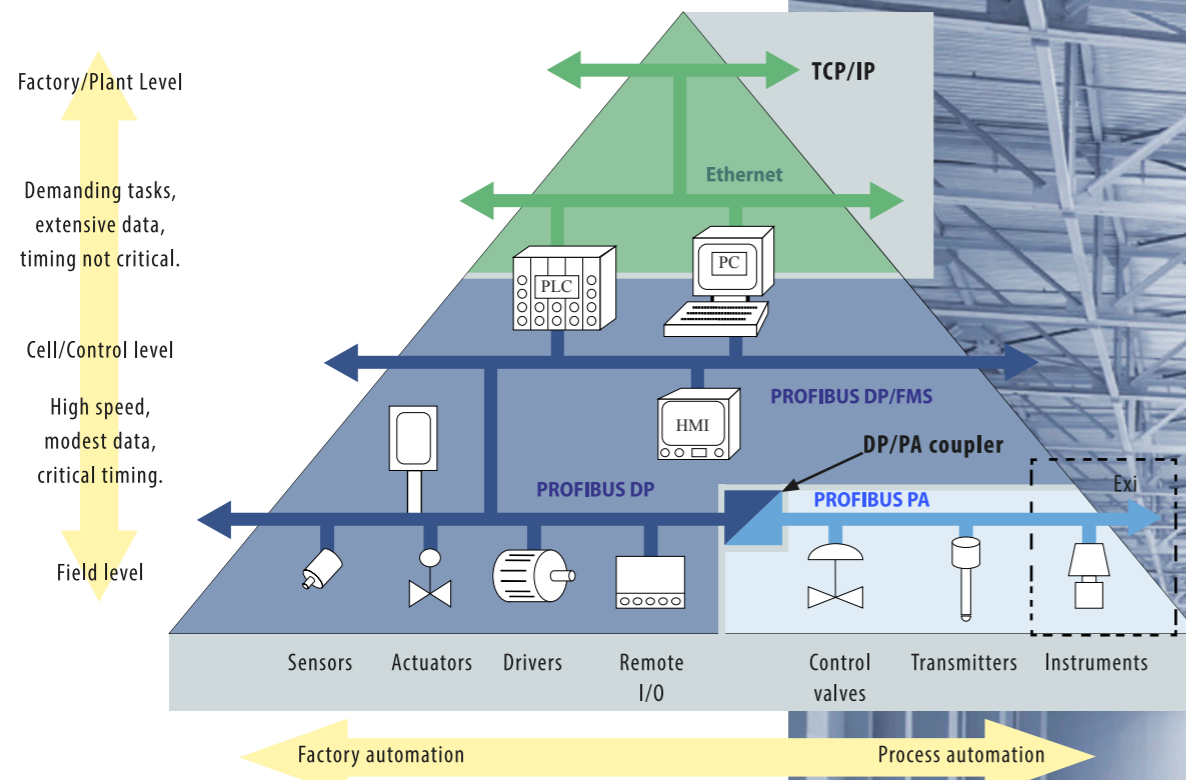 TCP/IP
Factory/Plant Level
Ethernet
Demanding tasks,
extensive data,
timing not critical.
PLC
PC
Cell/Control level
PROFIBUS DP/FMS
High speed,
modest data,
critical timing.
HMI
DP/PA coupler
PROFIBUS DP
PROFIBUS PA
Exi
Field level
Sensors
Actuators
Drivers
Remote
I/O
Control
valves
Transmitters
Instruments
Factory automation
Process automation